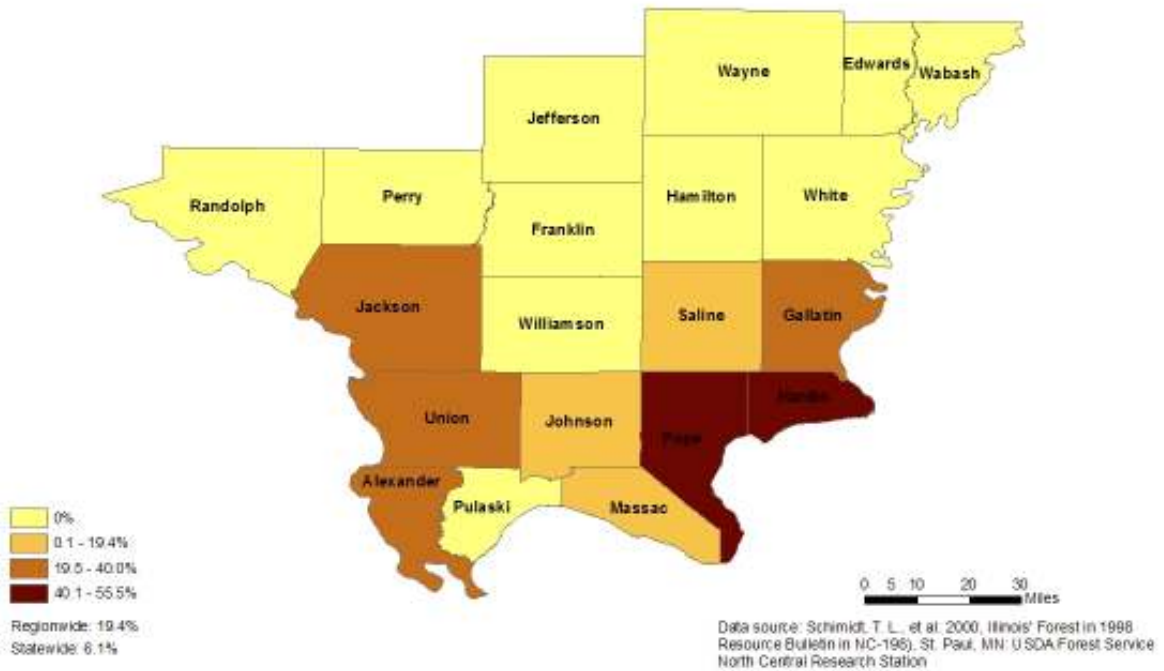 Wayne
Edwards
Wabash
Jefferson
Randolph
Perry
Hamilton
White
Franklin
Jackson
Williamson
Saline
Gallatin
Union
Johnson
Pope
Hardin
Alexander
Pulaski
Massac
0%
0.1 - 19.4%
19.5 - 40.0%
40.1 - 55.5%
Regionwide: 19.4%
Statewide: 6.1%
0 5 10 20 30
Miles
Data source: Schimidt, T. L., et al. 2000, Illinois' Forest in 1998
Resource Bulletin in NC-196). St. Paul, MN: USDA Forest Service
North Central Research Station